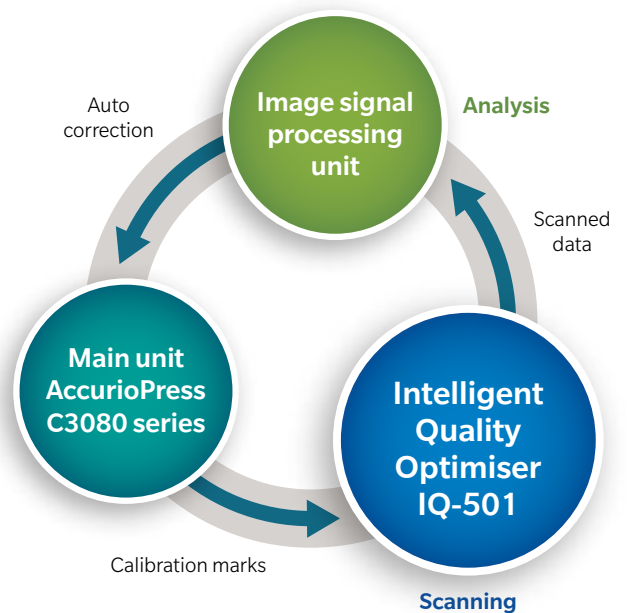 Auto
correction
Image signal
processing
unit
Analysis
Scanned
data
Main unit
AccurioPress
C3080 series
Intelligent
Quality
Optimiser
IQ-501
Calibration marks
Scanning